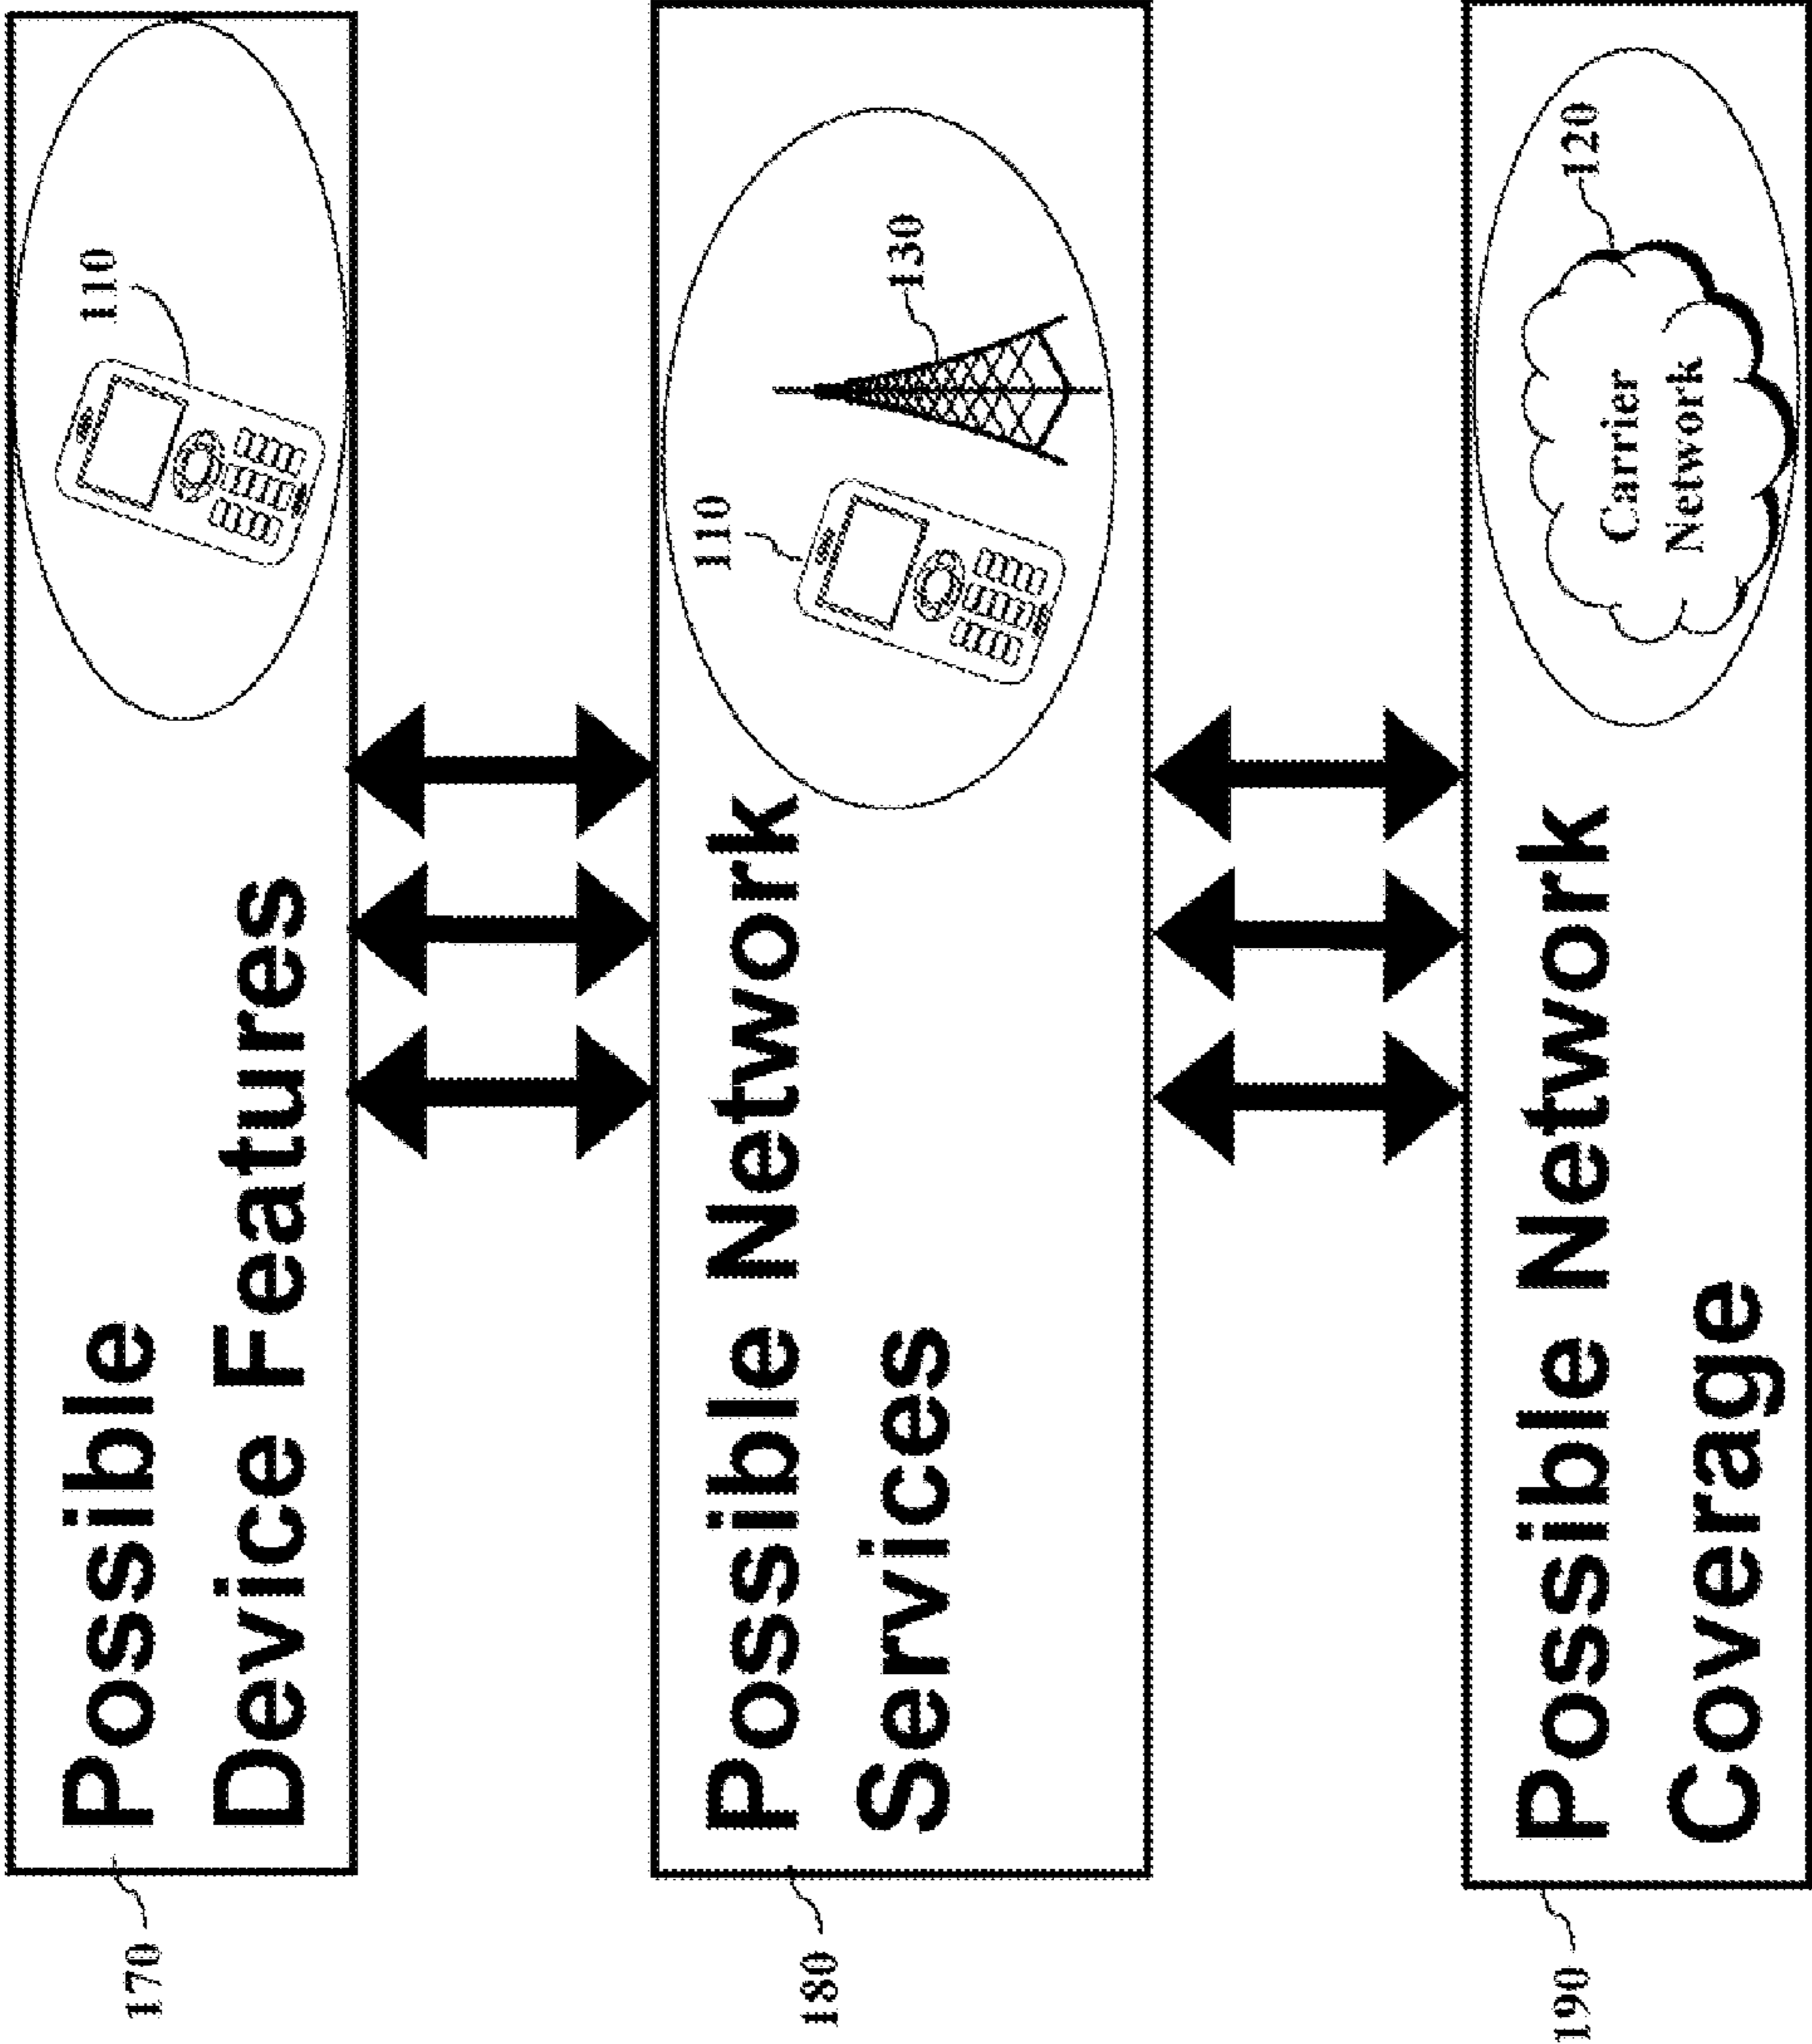 170
Possible
Device Features
110
180
Possible Network
Services
110
130
190
Possible Network
Coverage
Carrier
Network
120